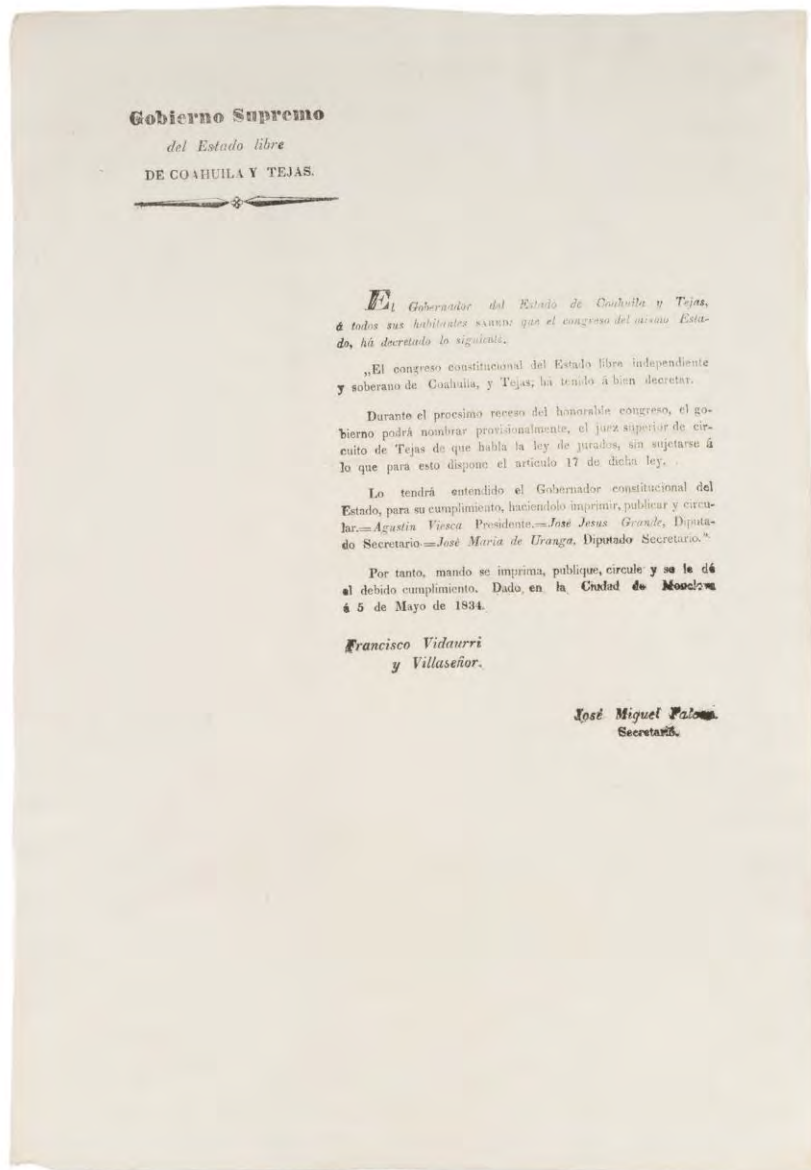 Gobierno Supremo
del Estado libre
DE COAHUILA Y TEJAS.
El Gobernador del Estado de Coahuila y Tejas,
á todos sus habitantes SABED: que el congreso del mismo Esta-
do, há decretado lo siguiente.
„El congreso constitucional del Estado libre independiente
y soberano de Coahuila, y Tejas, há tenido á bien decretar.
Durante el procsimo receso del honorable congreso, el go-
bierno podrá nombrar provisionalmente, el juez superior de cir-
cuito de Tejas de que habla la ley de jurados, sin sujetarse á
lo que para esto dispone el artículo 17 de dicha ley.
Lo tendrá entendido el Gobernador constitucional del
Estado, para su cumplimiento, haciendolo imprimir, publicar y circu-
lar.=Agustin Viesca Presidente.=José Jesus Grande, Diputa-
do Secretario.=José Maria de Uranga. Diputado Secretario."
Por tanto, mando se imprima, publique, circule y se le dé
el debido cumplimiento. Dado en la Ciudad de Monclova
á 5 de Mayo de 1834.
Francisco Vidaurri
y Villaseñor.
José Miguel
Secretario.